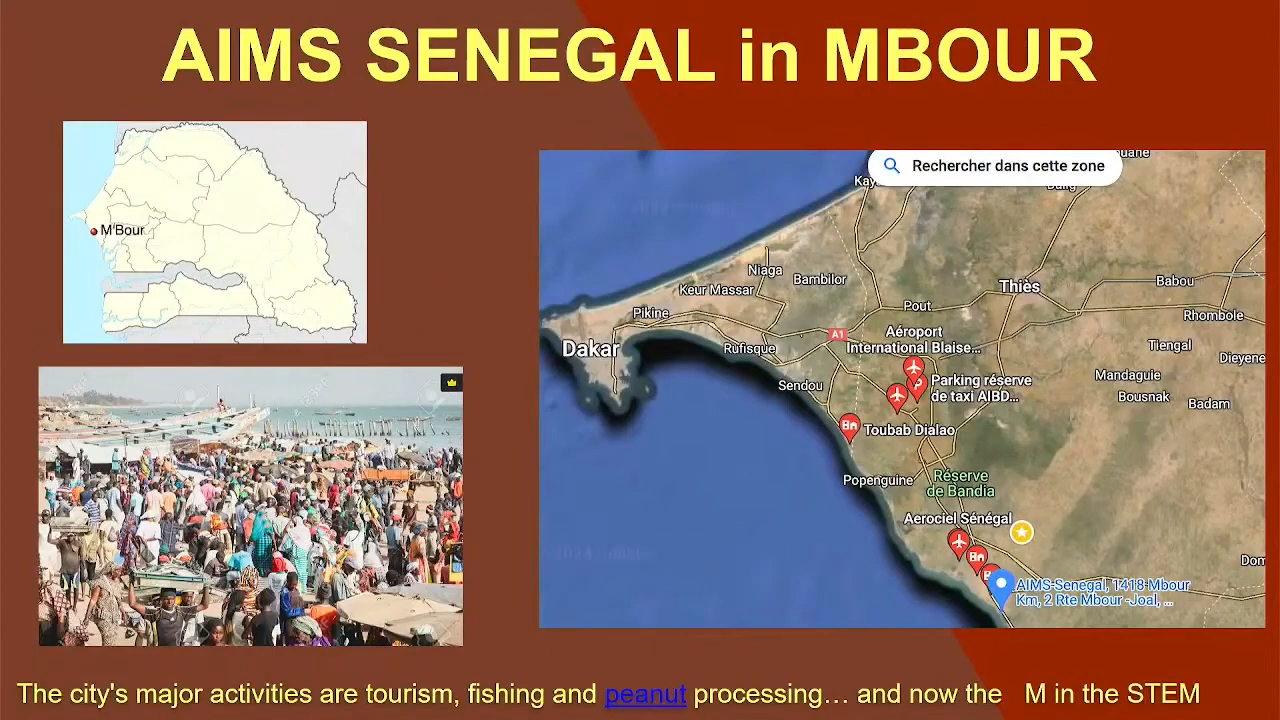 AIMS SENEGAL in MBOUR
M'Bour
Rechercher dans cette zone
Niaga
Bambilor
Keur Massar
Pikine
Dakar
Rufisque
Sendou
A1
Pout
Thiès
Babou
Rhombole
Tiengal
Dieyene
Mandaguie
Bousnak
Badam
Aéroport
International Blaise...
Parking réserve
de taxi AIBD...
Toubab Dialao
Popenguine
Réserve
de Bandia
Aerociel Sénégal
AIMS-Senegal, 1418-Mbour
Km, 2 Rte Mbour -Joal, ...
The city's major activities are tourism, fishing and peanut processing… and now the M in the STEM